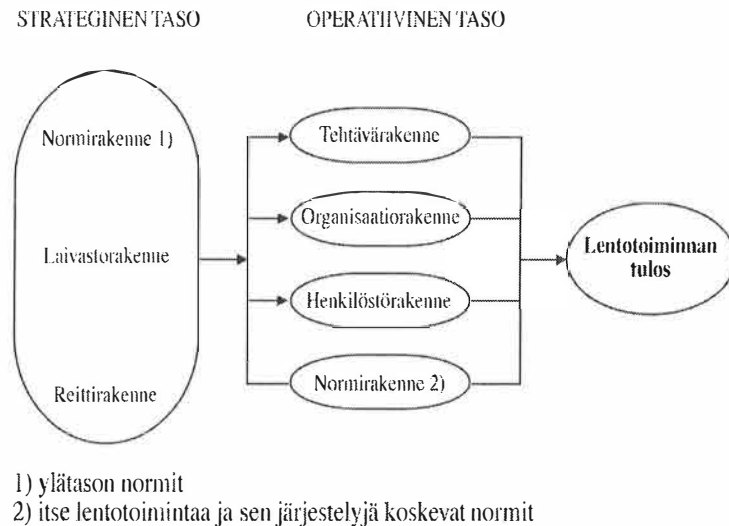 STRATEGINEN TASO
OPERATIIVINEN TASO
Normirakenne 1)
Laivastorakenne
Reittirakenne
Tehtävärakenne
Organisaatiorakenne
Henkilöstörakenne
Normirakenne 2)
Lentotoiminnan
tulos
1) ylätason normit
2) itse lentotoimintaa ja sen järjestelyjä koskevat normit